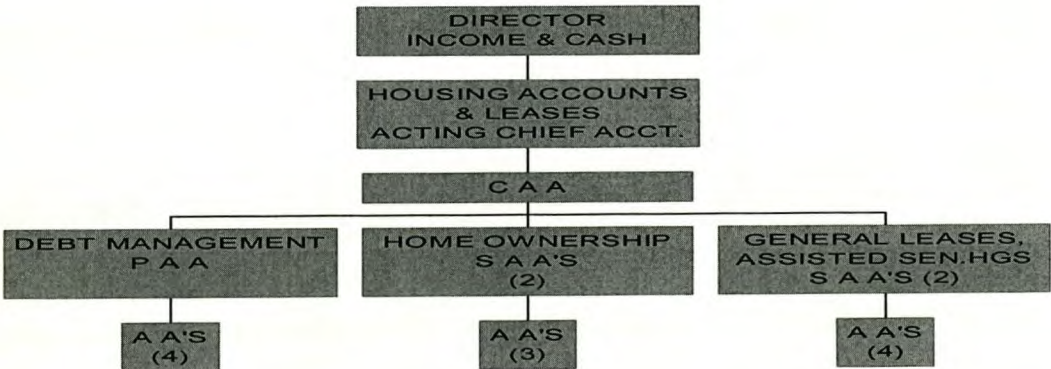 DIRECTOR
INCOME & CASH
HOUSING ACCOUNTS
& LEASES
ACTING CHIEF ACCT.
C A A
DEBT MANAGEMENT
P A A
HOME OWNERSHIP
S A A'S
(2)
GENERAL LEASES,
ASSISTED SEN.HGS
S A A'S (2)
A A'S
(4)
A A'S
(3)
A A'S
(4)